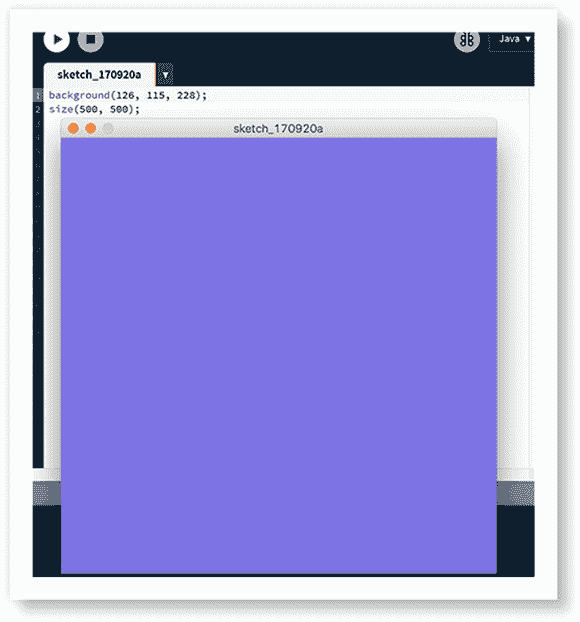 Java
sketch_170920a
1 background(126, 115, 228);
2 size(500, 500);
sketch_170920a